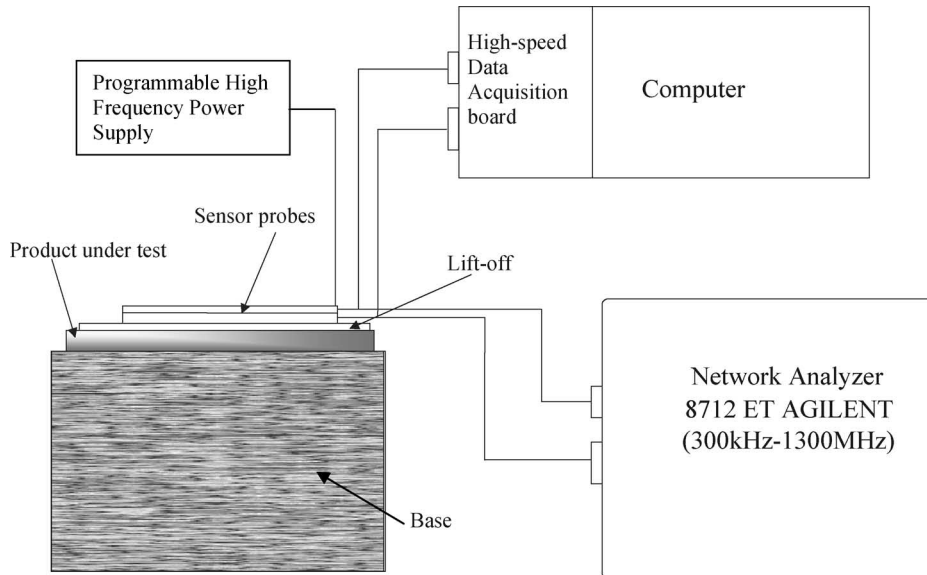 Programmable High
Frequency Power
Supply
High-speed
Data
Acquisition
board
Computer
Sensor probes
Product under test
Lift-off
Network Analyzer
8712 ET AGILENT
(300kHz-1300MHz)
Base